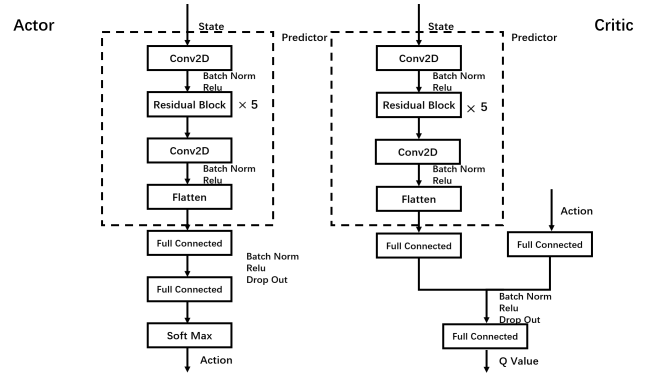 Actor
State
Predictor
Conv2D
Batch Norm
Relu
Residual Block × 5
Conv2D
Batch Norm
Relu
Flatten
Full Connected
Batch Norm
Relu
Drop Out
Full Connected
Soft Max
Action
Critic
State
Predictor
Conv2D
Batch Norm
Relu
Residual Block × 5
Conv2D
Batch Norm
Relu
Flatten
Action
Full Connected
Full Connected
Batch Norm
Relu
Drop Out
Full Connected
Q Value